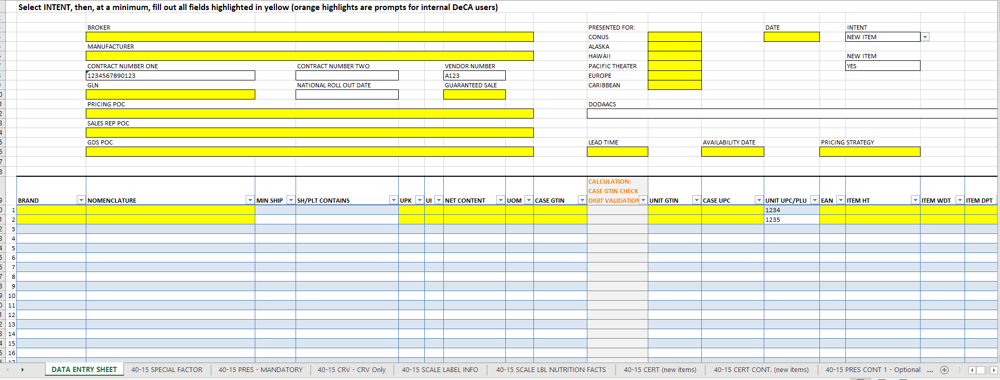 Select INTENT, then, at a minimum, fill out all fields highlighted in yellow (orange highlights are prompts for internal DeCA users)
BROKER PRESENTED FOR: DATE INTENT
CONUS NEW ITEM
MANUFACTURER ALASKA
HAWAII NEW ITEM
CONTRACT NUMBER ONE CONTRACT NUMBER TWO VENDOR NUMBER PACIFIC THEATER YES
1234567890123 A123 EUROPE
GLN NATIONAL ROLL OUT DATE GUARANTEED SALE CARIBBEAN
PRICING POC DODAACS
SALES REP POC
GDS POC LEAD TIME AVAILABILITY DATE PRICING STRATEGY
CALCULATION:
CASE GTIN CHECK
BRAND NOMENCLATURE MIN SHIP SH/PLT CONTAINS UPK UI NET CONTENT UOM CASE GTIN DIGIT VALIDATION UNIT GTIN CASE UPC UNIT UPC/PLU EAN ITEM HT ITEM WDT ITEM DPT
1 1234
2 1235
3
4
5
6
7
8
9
10
11
12
13
14
15
16
17
DATA ENTRY SHEET 40-15 SPECIAL FACTOR 40-15 PRES - MANDATORY 40-15 CRV - CRV Only 40-15 SCALE LABEL INFO 40-15 SCALE LBL NUTRITION FACTS 40-15 CERT (new items) 40-15 CERT CONT. (new items) 40-15 PRES CONT 1 - Optional ...